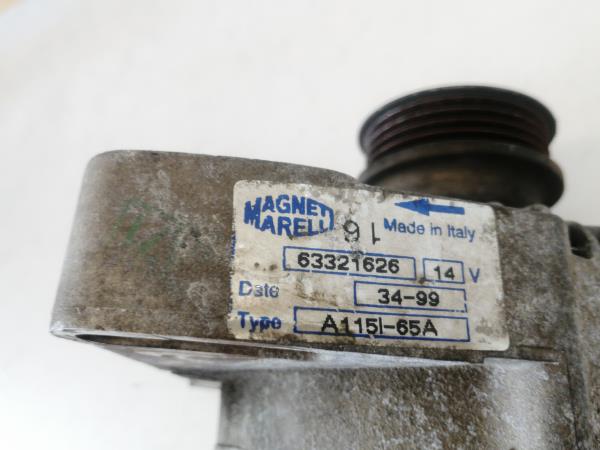 MAGNETI
MARELLI
91
Made in Italy
63321626 14 V
Date 34-99
Type A115I-65A